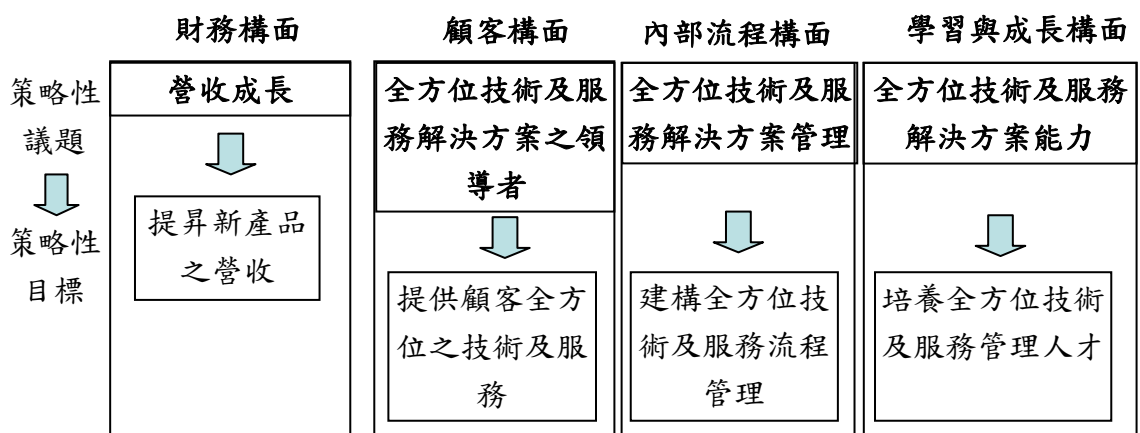 財務構面
顧客構面
內部流程構面
學習與成長構面
策略性
議題
策略性
目標
營收成長
提昇新產品
之營收
全方位技術及服
務解決方案之領
導者
提供顧客全方
位之技術及服
務
全方位技術及服
務解決方案管理
建構全方位技
術及服務流程
管理
全方位技術及服務
解決方案能力
培養全方位技術
及服務管理人才